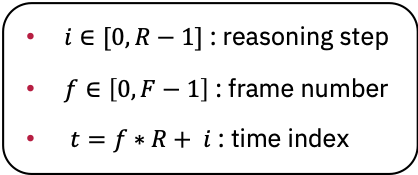 • i ∈ [0, R − 1] : reasoning step
• f ∈ [0, F − 1] : frame number
• t = f ∗ R + i : time index